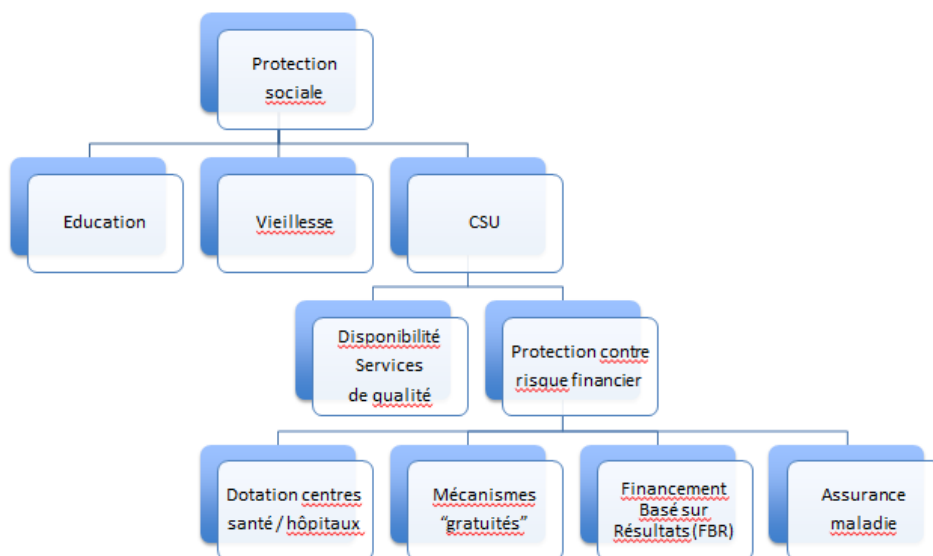 Protection
sociale
Education
Vieillesse
CSU
Disponibilité
Services
de qualité
Protection contre
risque financier
Dotation centres
santé / hôpitaux
Mécanismes
“gratuités”
Financement
Basé sur
Résultats (FBR)
Assurance
maladie